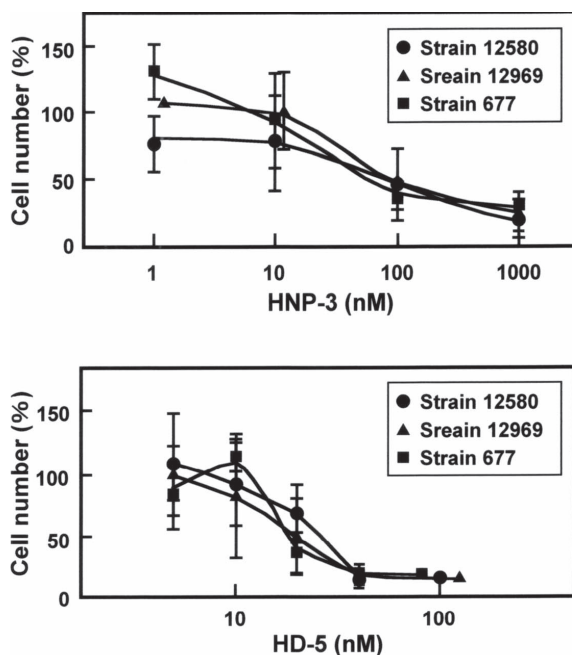 Cell number (%)
150
100
50
0
Strain 12580
Sreain 12969
Strain 677
1 10 100 1000
HNP-3 (nM)
Cell number (%)
150
100
50
0
Strain 12580
Sreain 12969
Strain 677
10 100
HD-5 (nM)